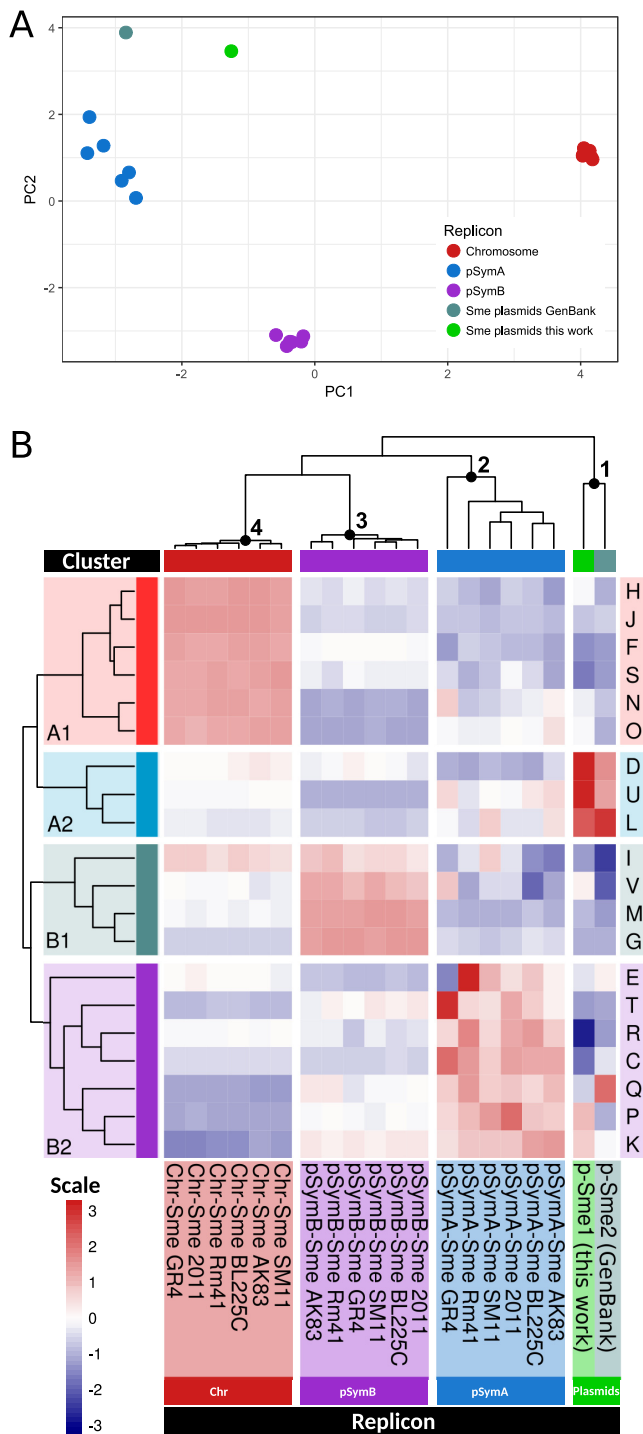 A
4
2
0
-2
PC2
-2
0
2
4
PC1
Replicon
Chromosome
pSymA
pSymB
Sme plasmids GenBank
Sme plasmids this work
B
4
3
2
1
Cluster
A1
A2
B1
B2
H
J
F
S
N
O
D
U
L
I
V
M
G
E
T
R
C
Q
P
K
Scale
3
2
1
0
-1
-2
-3
Chr-Sme GR4
Chr-Sme 2011
Chr-Sme Rm41
Chr-Sme BL225C
Chr-Sme AK83
Chr-Sme SM11
pSymB-Sme AK83
pSymB-Sme Rm41
pSymB-Sme GR4
pSymB-Sme SM11
pSymB-Sme BL225C
pSymB-Sme 2011
pSymA-Sme GR4
pSymA-Sme Rm41
pSymA-Sme SM11
pSymA-Sme 2011
pSymA-Sme BL225C
pSymA-Sme AK83
p-Sme1 (this work)
p-Sme2 (GenBank)
Chr
pSymB
pSymA
Plasmids
Replicon